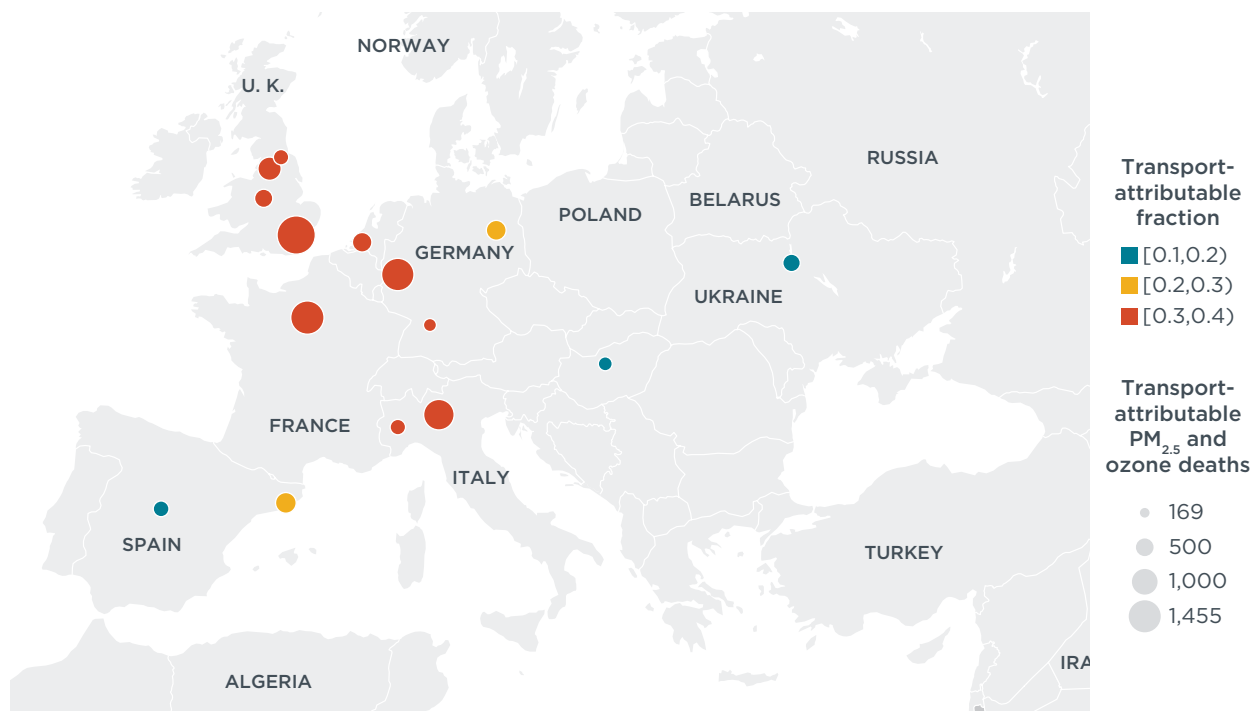 NORWAY
U. K.
RUSSIA
BELARUS
POLAND
GERMANY
UKRAINE
FRANCE
ITALY
SPAIN
TURKEY
IRA
ALGERIA
Transport-
attributable
fraction
[0.1,0.2)
[0.2,0.3)
[0.3,0.4)
Transport-
attributable
PM2.5 and
ozone deaths
169
500
1,000
1,455